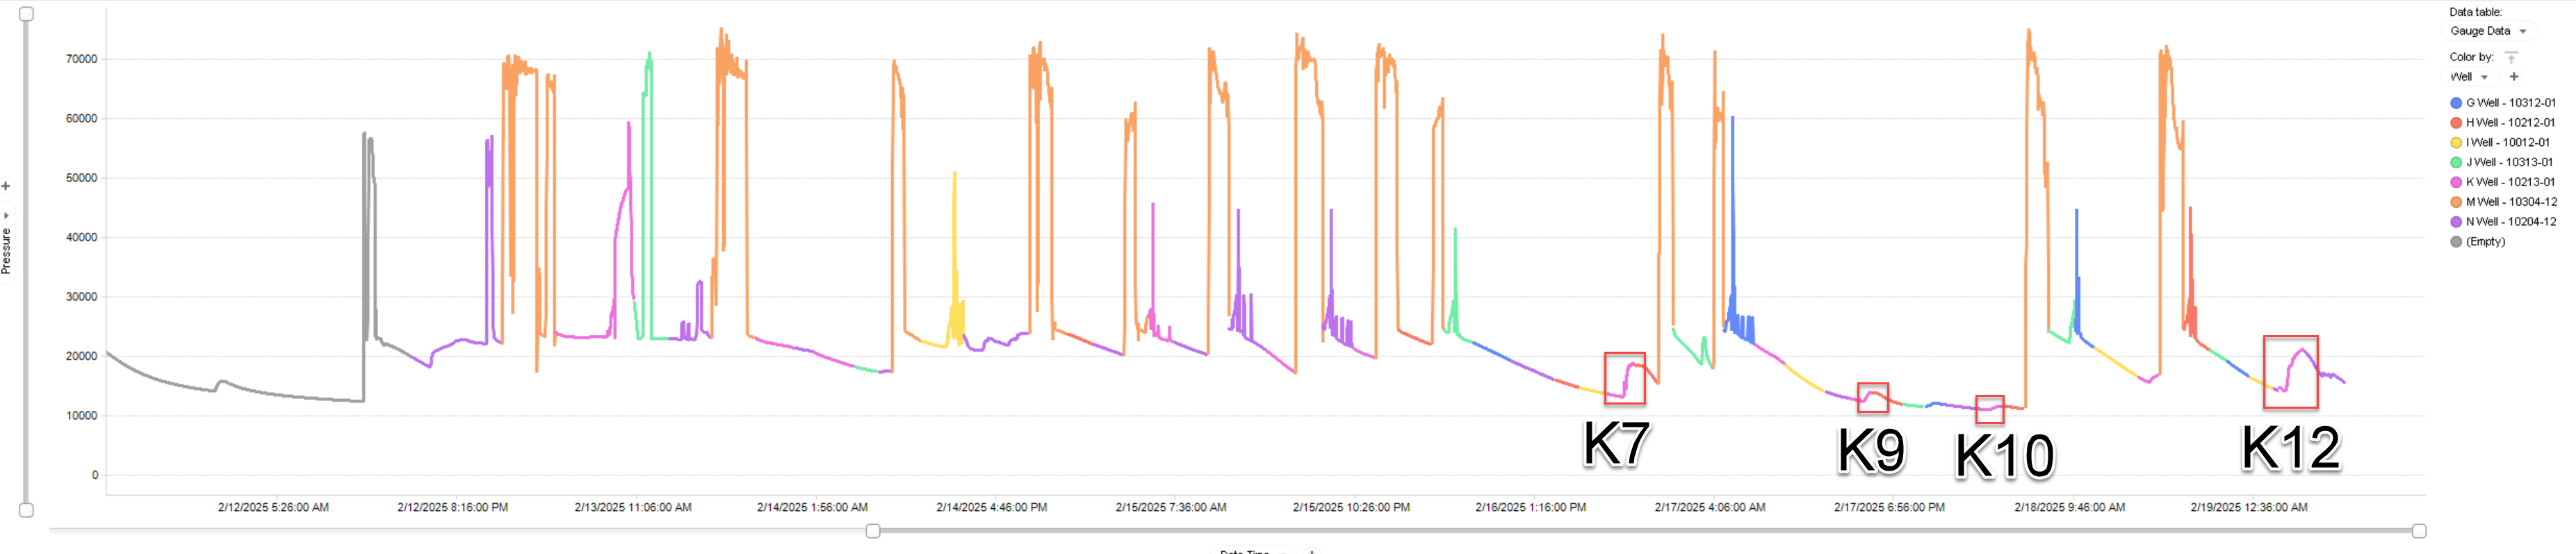 Data table:
Gauge Data
Color by:
Well
G Well - 10312-01
H Well - 10212-01
I Well - 10012-01
J Well - 10313-01
K Well - 10213-01
M Well - 10304-12
N Well - 10204-12
(Empty)
Pressure
70000
60000
50000
40000
30000
20000
10000
0
K7
K9
K10
K12
2/12/2025 5:26:00 AM
2/12/2025 8:16:00 PM
2/13/2025 11:06:00 AM
2/14/2025 1:56:00 AM
2/14/2025 4:46:00 PM
2/15/2025 7:36:00 AM
2/15/2025 10:26:00 PM
2/16/2025 1:16:00 PM
2/17/2025 4:06:00 AM
2/17/2025 6:56:00 PM
2/18/2025 9:46:00 AM
2/19/2025 12:36:00 AM